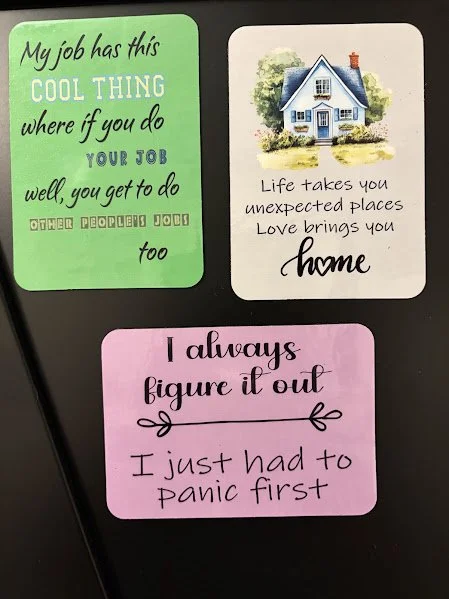 My job has this
COOL THING
where if you do
YOUR JOB
well, you get to do
OTHER PEOPLE'S JOBS
too
Life takes you
unexpected places
Love brings you
home
I always
figure it out
I just had to
panic first